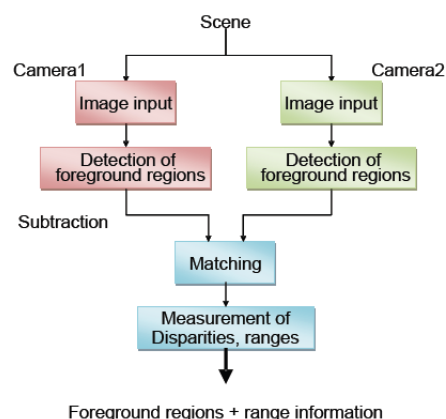 Scene
Camera1
Camera2
Image input
Image input
Detection of
foreground regions
Detection of
foreground regions
Subtraction
Matching
Measurement of
Disparities, ranges
Foreground regions + range information